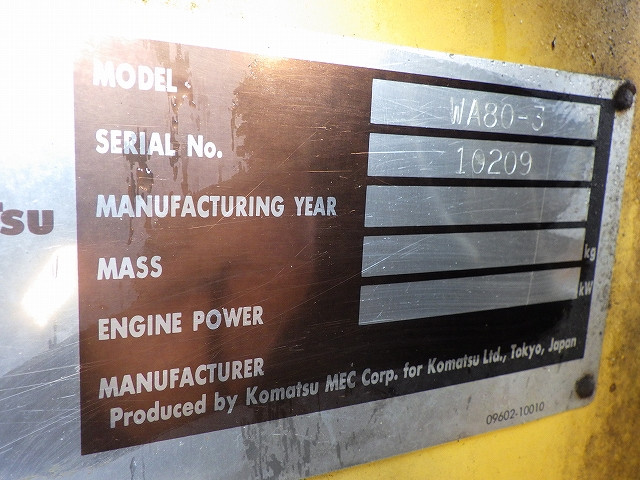 MODEL WA80-3
SERIAL No. 10209
MANUFACTURING YEAR
MASS kg
ENGINE POWER kW
MANUFACTURER
Produced by Komatsu MEC Corp. for Komatsu Ltd., Tokyo, Japan
09602-10010